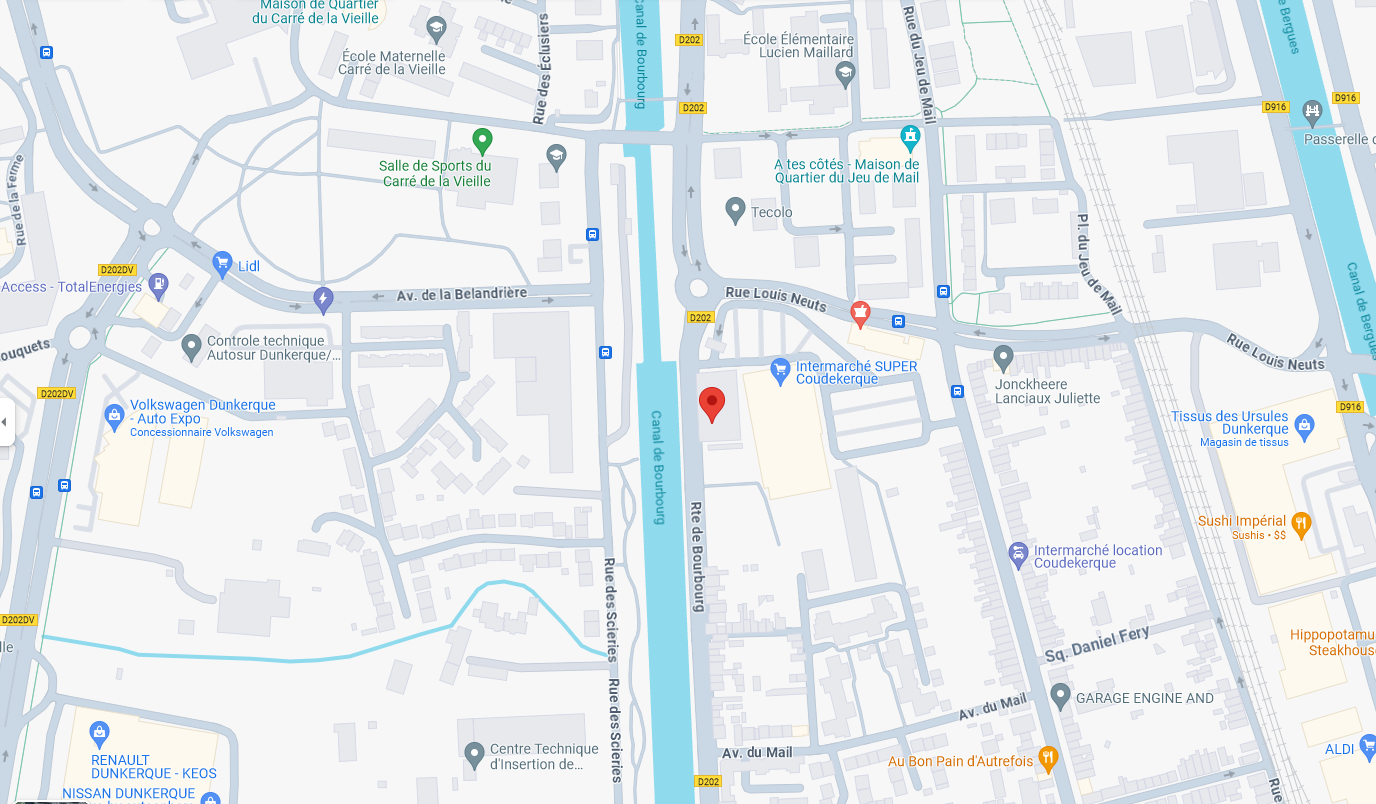 Maison de Quartier
du Carré de la Vieille
École Maternelle
Carré de la Vieille
Rue des Éclusiers
Canal de Bourbourg
D202
École Élémentaire
Lucien Maillard
Rue du Jeu de Mail
Canal de Bergues
D916
D916
Passerelle
D202
Salle de Sports du
Carré de la Vieille
A tes côtés - Maison de
Quartier du Jeu de Mail
Rue de la Ferme
Tecolo
Pl. du Jeu de Mail
D202DV
Lidl
Access - TotalEnergies
Av. de la Belandrière
Rue Louis Neuts
Canal de Bergues
D202
Controle technique
Autosur Dunkerque/...
Rue Louis Neuts
Intermarché SUPER
Coudekerque
Jonckheere
Lanciaux Juliette
D202DV
Volkswagen Dunkerque
- Auto Expo
Concessionnaire Volkswagen
D916
Tissus des Ursules
Dunkerque
Magasin de tissus
Canal de Bourbourg
Rte de Bourbourg
Sushi Impérial
Sushis • $$
Intermarché location
Coudekerque
Rue des Scieries
D202DV
Sq. Daniel Fery
Hippopotamu
Steakhous
Rue des Scieries
GARAGE ENGINE AND
Av. du Mail
Av. du Mail
RENAULT
DUNKERQUE - KEOS
Centre Technique
d'Insertion de...
Au Bon Pain d'Autrefois
ALDI
D202
NISSAN DUNKERQUE
Rue